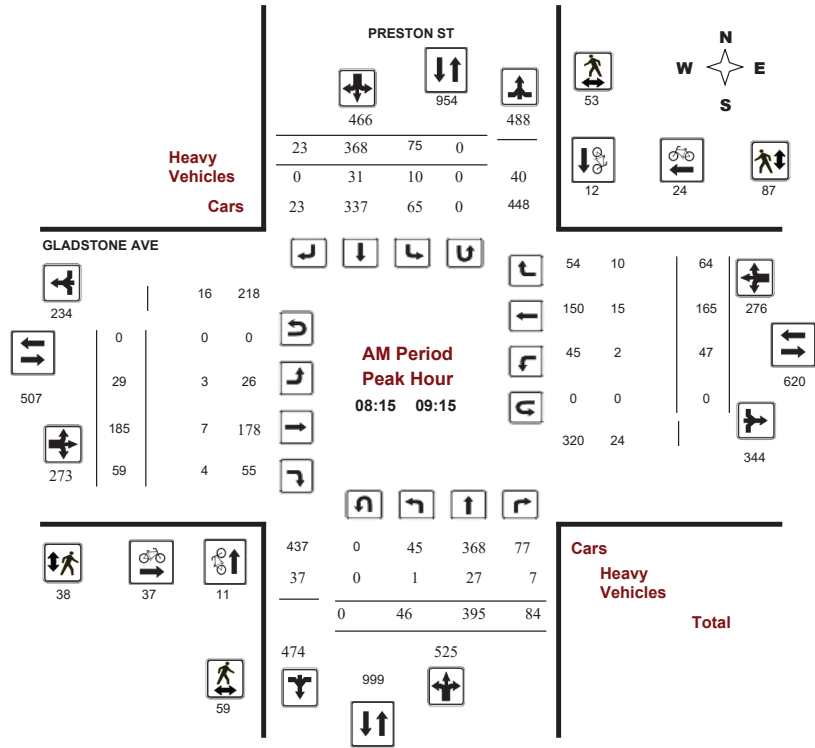 PRESTON ST
N
W E
S
954
466
488
53
23 368 75 0
Heavy
Vehicles
0 31 10 0 40
12 24 87
Cars
23 337 65 0 448
GLADSTONE AVE
54 10 64
234
16 218
276
150 15 165
0 0 0
AM Period
Peak Hour
08:15 09:15
45 2 47
620
507
29 3 26
0 0 0
185 7 178
320 24
344
273
59 4 55
437 0 45 368 77
Cars
37 0 1 27 7
Heavy
Vehicles
38 37 11
0 46 395 84
Total
474 525
999
59